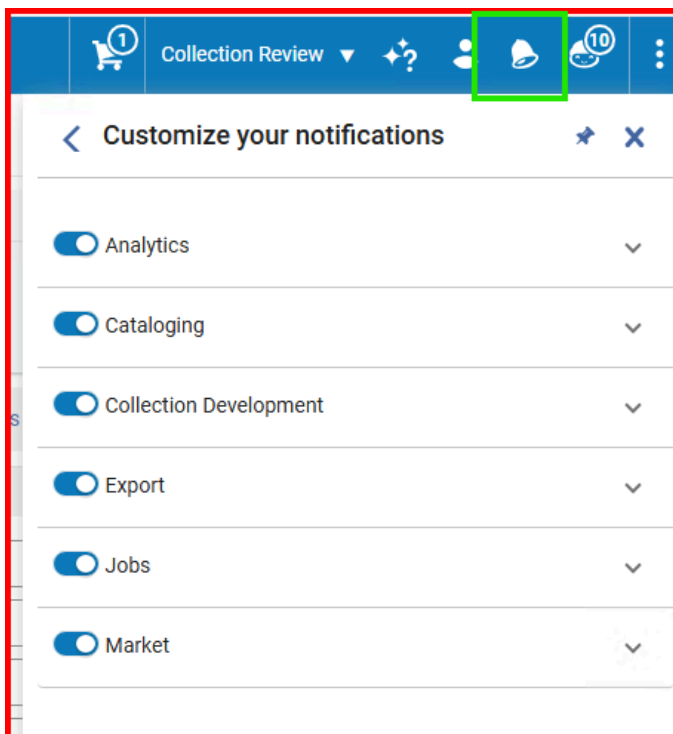 1
Collection Review
?
10
Customize your notifications
s
Analytics
Cataloging
Collection Development
Export
Jobs
Market